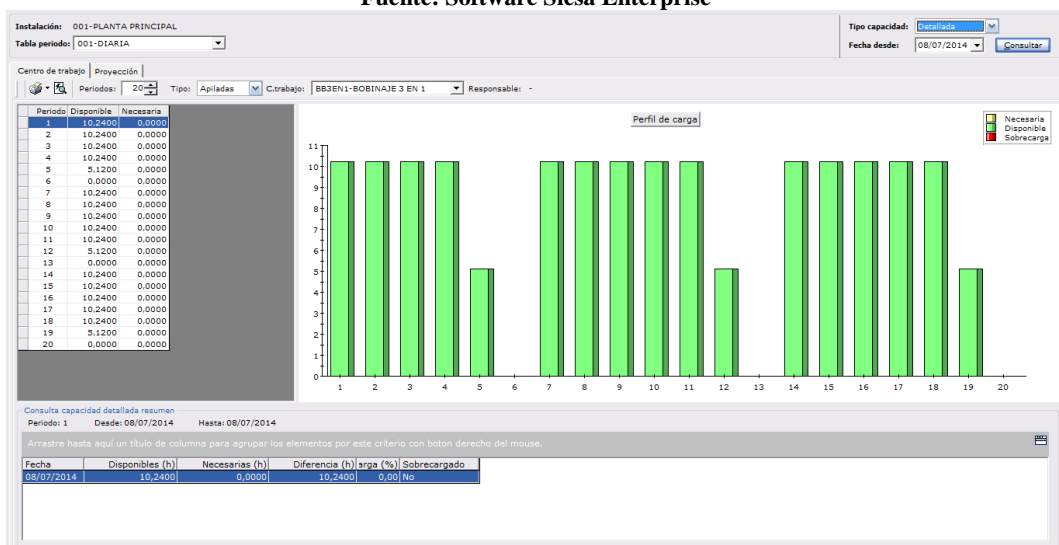 Fuente: Software Siesa Enterprise
Instalación: 001-PLANTA PRINCIPAL
Tipo capacidad: Detallada
Tabla periodo: 001-DIARIA
Fecha desde: 08/07/2014 Consultar
Centro de trabajo Proyección
Periodos: 20 Tipo: Apiladas C.trabajo: BB3EN1-BOBINAJE 3 EN 1 Responsable: -
Periodo Disponible Necesaria
1 10,2400 0,0000
2 10,2400 0,0000
3 10,2400 0,0000
4 10,2400 0,0000
5 5,1200 0,0000
6 0,0000 0,0000
7 10,2400 0,0000
8 10,2400 0,0000
9 10,2400 0,0000
10 10,2400 0,0000
11 10,2400 0,0000
12 5,1200 0,0000
13 0,0000 0,0000
14 10,2400 0,0000
15 10,2400 0,0000
16 10,2400 0,0000
17 10,2400 0,0000
18 10,2400 0,0000
19 5,1200 0,0000
20 0,0000 0,0000
Perfil de carga
Necesaria
Disponible
Sobrecarga
11
10
9
8
7
6
5
4
3
2
1
0
1 2 3 4 5 6 7 8 9 10 11 12 13 14 15 16 17 18 19 20
Consulta capacidad detallada resumen
Periodo: 1 Desde: 08/07/2014 Hasta: 08/07/2014
Arrastre hasta aquí un título de columna para agrupar los elementos por este criterio con boton derecho del mouse.
Fecha Disponibles (h) Necesarias (h) Diferencia (h) arga (%) Sobrecargado
08/07/2014 10,2400 0,0000 10,2400 0,00 No